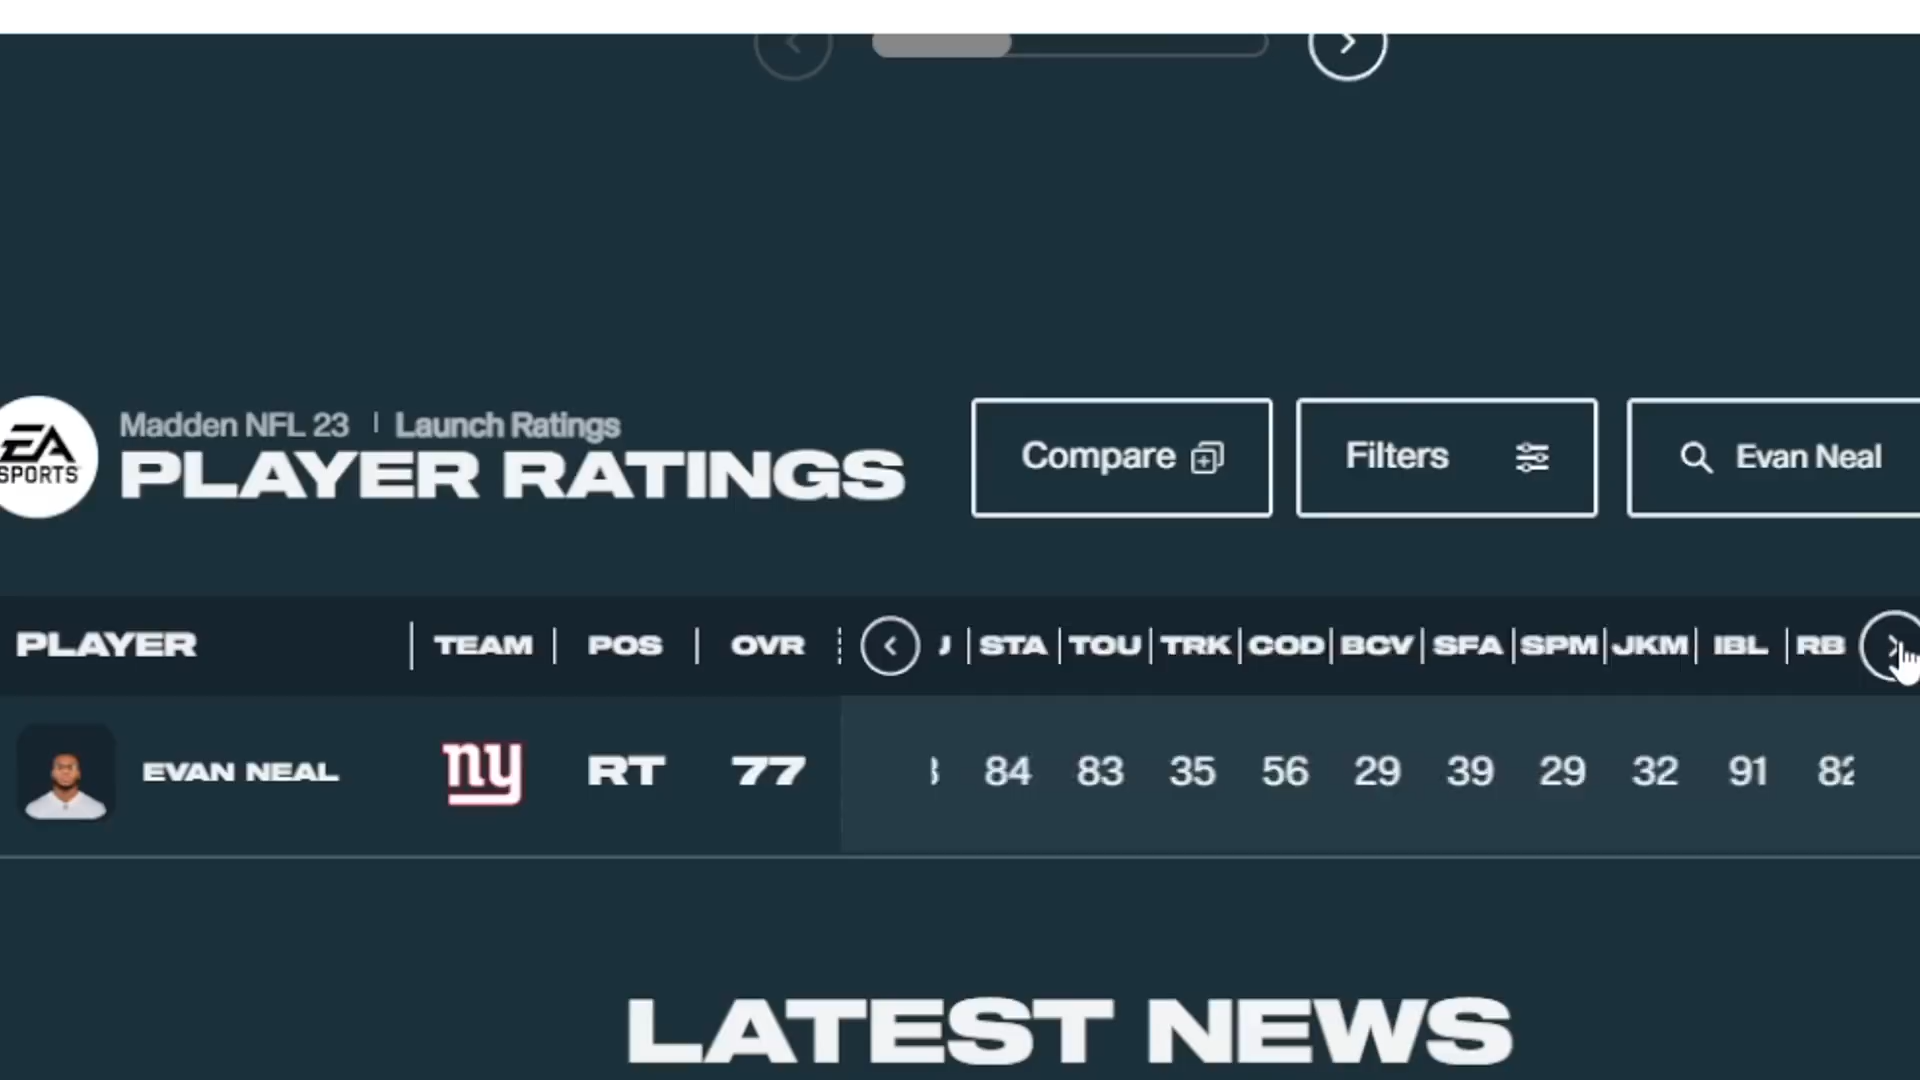 EA
SPORTS
Madden NFL 23 | Launch Ratings
PLAYER RATINGS
Compare
Filters
Evan Neal
PLAYER | TEAM | POS | OVR STA | TOU | TRK | COD | BCV | SFA | SPM | JKM | IBL | RB
EVAN NEAL ny RT 77 84 83 35 56 29 39 29 32 91 82
LATEST NEWS